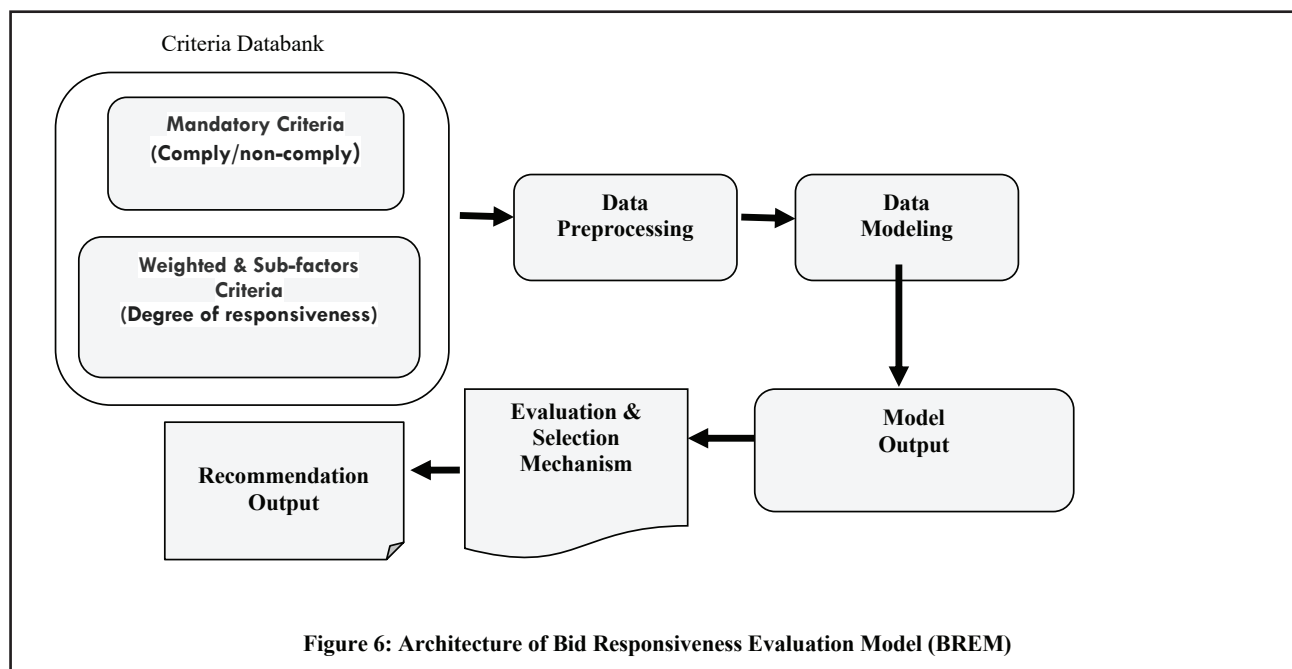 Criteria Databank
Mandatory Criteria
(Comply/non-comply)
Weighted & Sub-factors
Criteria
(Degree of responsiveness)
Data
Preprocessing
Data
Modeling
Model
Output
Evaluation &
Selection
Mechanism
Recommendation
Output
Figure 6: Architecture of Bid Responsiveness Evaluation Model (BREM)